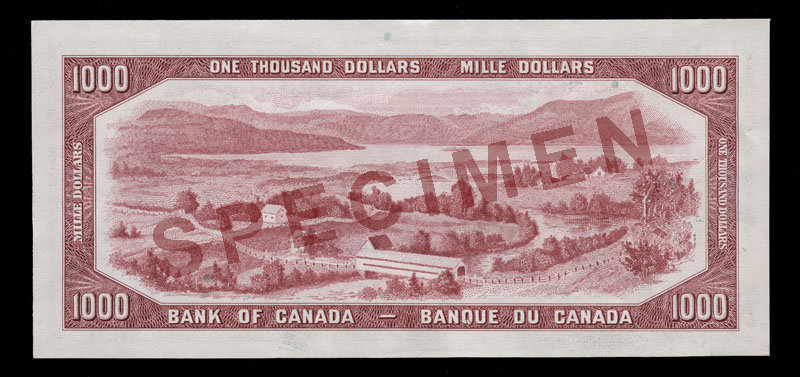 ONE THOUSAND DOLLARS MILLE DOLLARS
1000 1000
MILLE DOLLARS
SPECIMEN
ONE THOUSAND DOLLARS
1000 1000
BANK OF CANADA — BANQUE DU CANADA